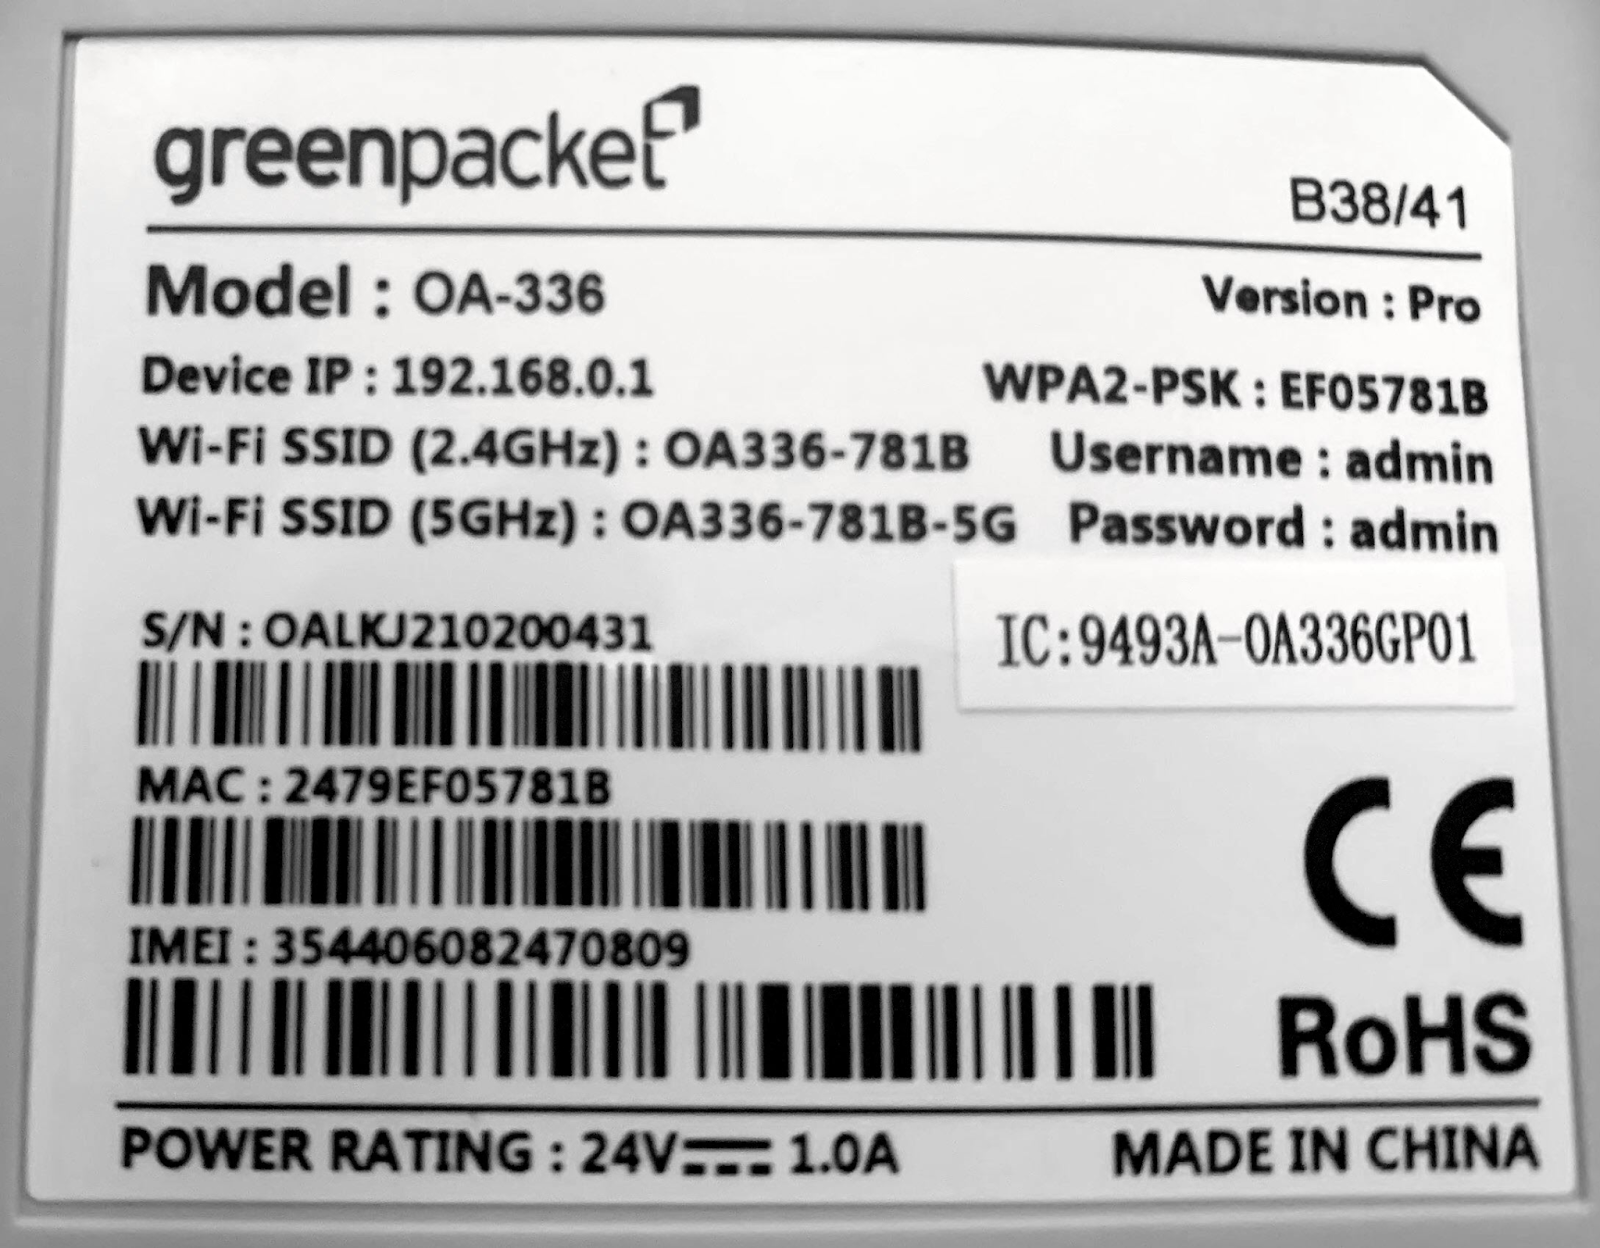 greenpacket
B38/41
Model : OA-336
Version : Pro
Device IP : 192.168.0.1
WPA2-PSK : EF05781B
Wi-Fi SSID (2.4GHz) : OA336-781B
Username : admin
Wi-Fi SSID (5GHz) : OA336-781B-5G
Password : admin
S/N : OALKJ210200431
IC:9493A-OA336GP01
MAC : 2479EF05781B
IMEI : 354406082470809
CE
RoHS
POWER RATING : 24V⎓1.0A
MADE IN CHINA